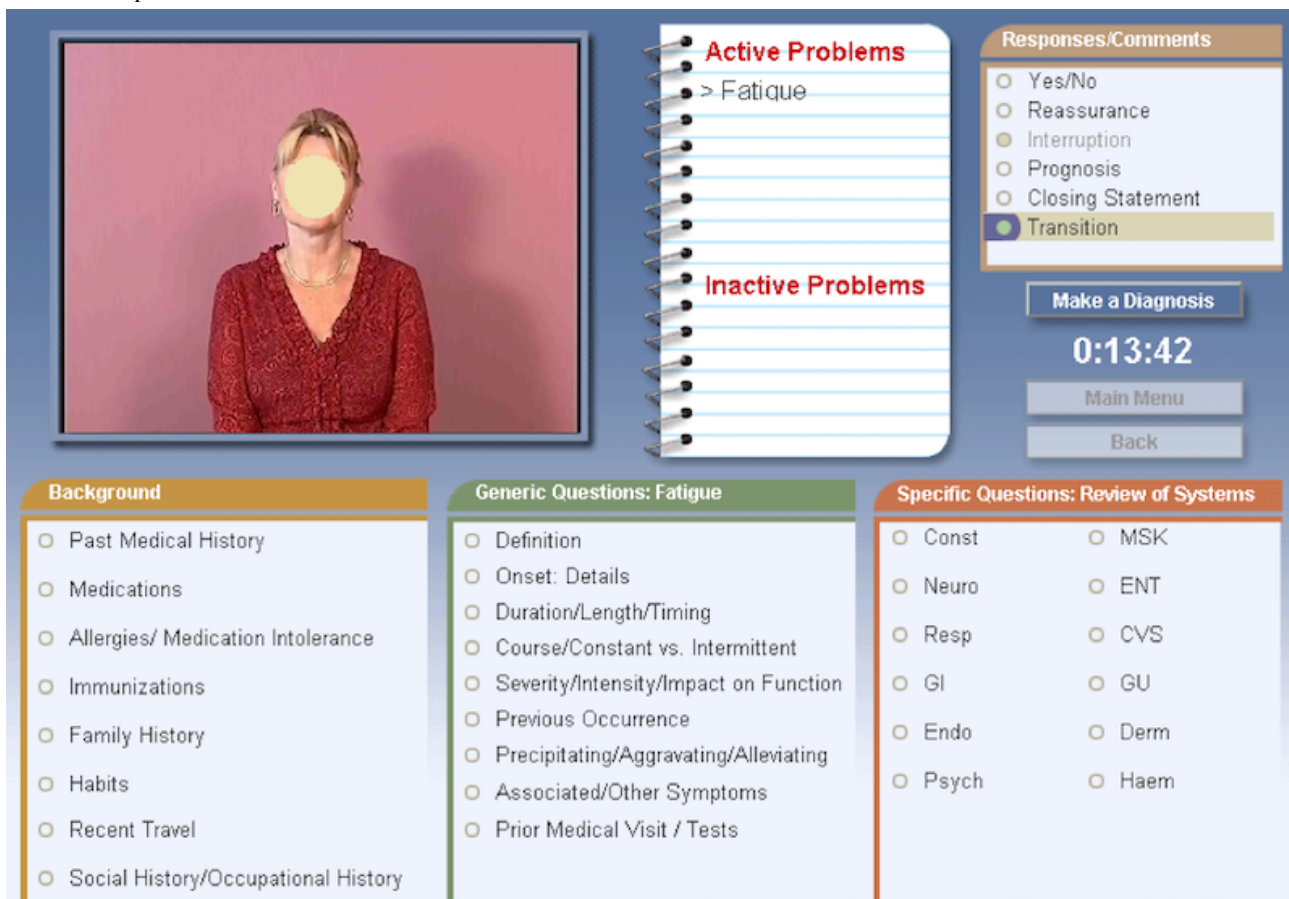 Active Problems
> Fatigue
Inactive Problems
Responses/Comments
Yes/No
Reassurance
Interruption
Prognosis
Closing Statement
Transition
Make a Diagnosis
0:13:42
Main Menu
Back
Background
Past Medical History
Medications
Allergies/ Medication Intolerance
Immunizations
Family History
Habits
Recent Travel
Social History/Occupational History
Generic Questions: Fatigue
Definition
Onset: Details
Duration/Length/Timing
Course/Constant vs. Intermittent
Severity/Intensity/Impact on Function
Previous Occurrence
Precipitating/Aggravating/Alleviating
Associated/Other Symptoms
Prior Medical Visit / Tests
Specific Questions: Review of Systems
Const MSK
Neuro ENT
Resp CVS
GI GU
Endo Derm
Psych Haem